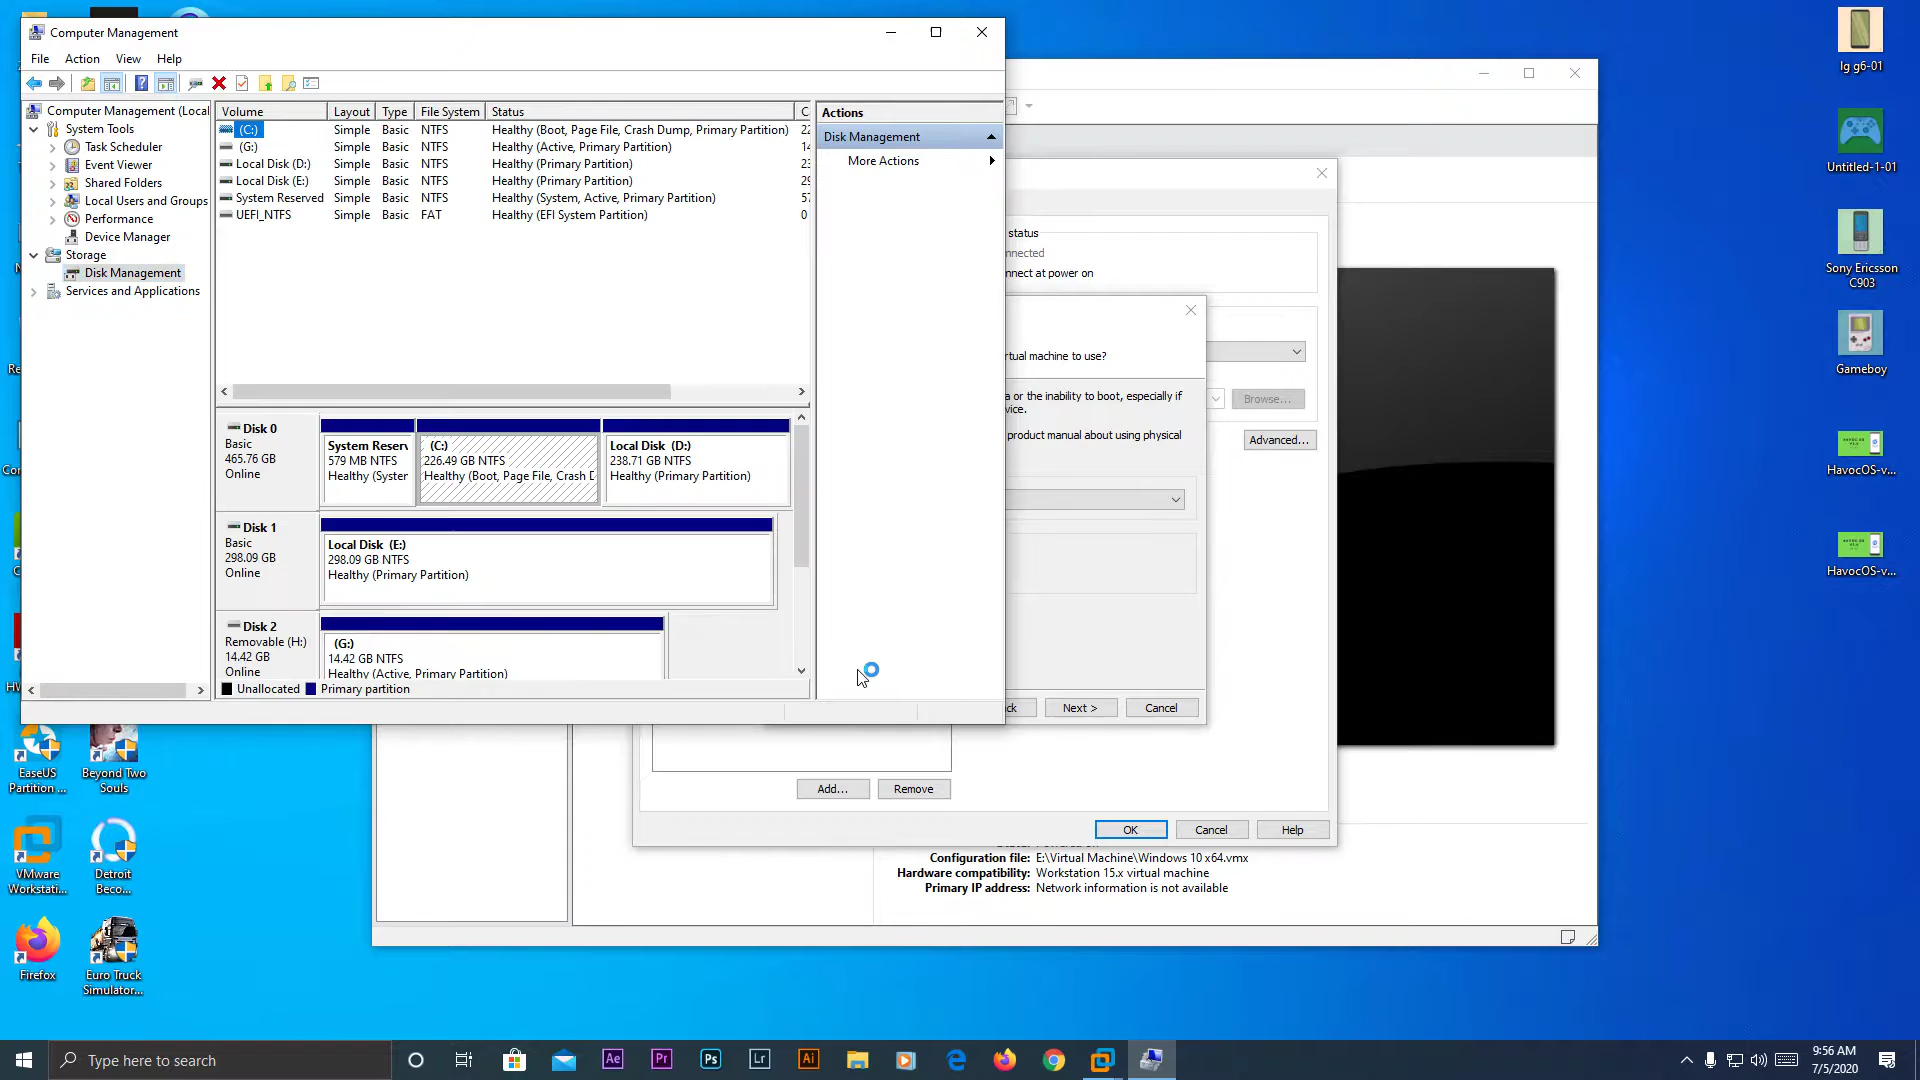 Computer Management
File Action View Help
Computer Management (Local
System Tools
Task Scheduler
Event Viewer
Shared Folders
Local Users and Groups
Performance
Device Manager
Storage
Disk Management
Services and Applications
Volume Layout Type File System Status C
(C:) Simple Basic NTFS Healthy (Boot, Page File, Crash Dump, Primary Partition) 22
(G:) Simple Basic NTFS Healthy (Active, Primary Partition) 14
Local Disk (D:) Simple Basic NTFS Healthy (Primary Partition) 23
Local Disk (E:) Simple Basic NTFS Healthy (Primary Partition) 29
System Reserved Simple Basic NTFS Healthy (System, Active, Primary Partition) 57
UEFI_NTFS Simple Basic FAT Healthy (EFI System Partition) 0
Actions
Disk Management
More Actions
Disk 0
Basic
465.76 GB
Online
System Reserv
579 MB NTFS
Healthy (Syster
(C:)
226.49 GB NTFS
Healthy (Boot, Page File, Crash D
Local Disk (D:)
238.71 GB NTFS
Healthy (Primary Partition)
Disk 1
Basic
298.09 GB
Online
Local Disk (E:)
298.09 GB NTFS
Healthy (Primary Partition)
Disk 2
Removable (H:)
14.42 GB
Online
(G:)
14.42 GB NTFS
Healthy (Active, Primary Partition)
Unallocated Primary partition
status
nnected
nnect at power on
rtual machine to use?
a or the inability to boot, especially if
vice.
product manual about using physical
Browse...
Advanced...
ck Next > Cancel
Add... Remove
OK Cancel Help
Configuration file: E:\Virtual Machine\Windows 10 x64.vmx
Hardware compatibility: Workstation 15.x virtual machine
Primary IP address: Network information is not available
lg g6-01
Untitled-1-01
Sony Ericsson
C903
Gameboy
HavocOS-v...
HavocOS-v...
EaseUS
Partition ...
Beyond Two
Souls
VMware
Workstati...
Detroit
Beco...
Firefox
Euro Truck
Simulator...
Type here to search
Ae Pr Ps Lr Ai
9:56 AM
7/5/2020